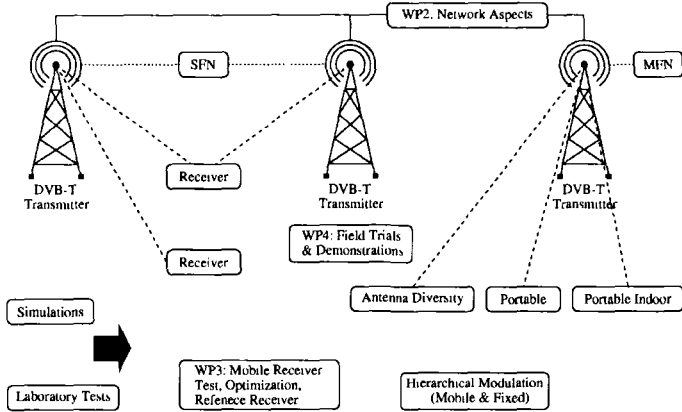 WP2. Network Aspects
SFN
MFN
Receiver
DVB-T
Transmitter
DVB-T
Transmitter
DVB-T
Transmitter
WP4: Field Trials
& Demonstrations
Receiver
Antenna Diversity
Portable
Portable Indoor
Simulations
WP3: Mobile Receiver
Test, Optimization,
Refenece Receiver
Hierarchical Modulation
(Mobile & Fixed)
Laboratory Tests